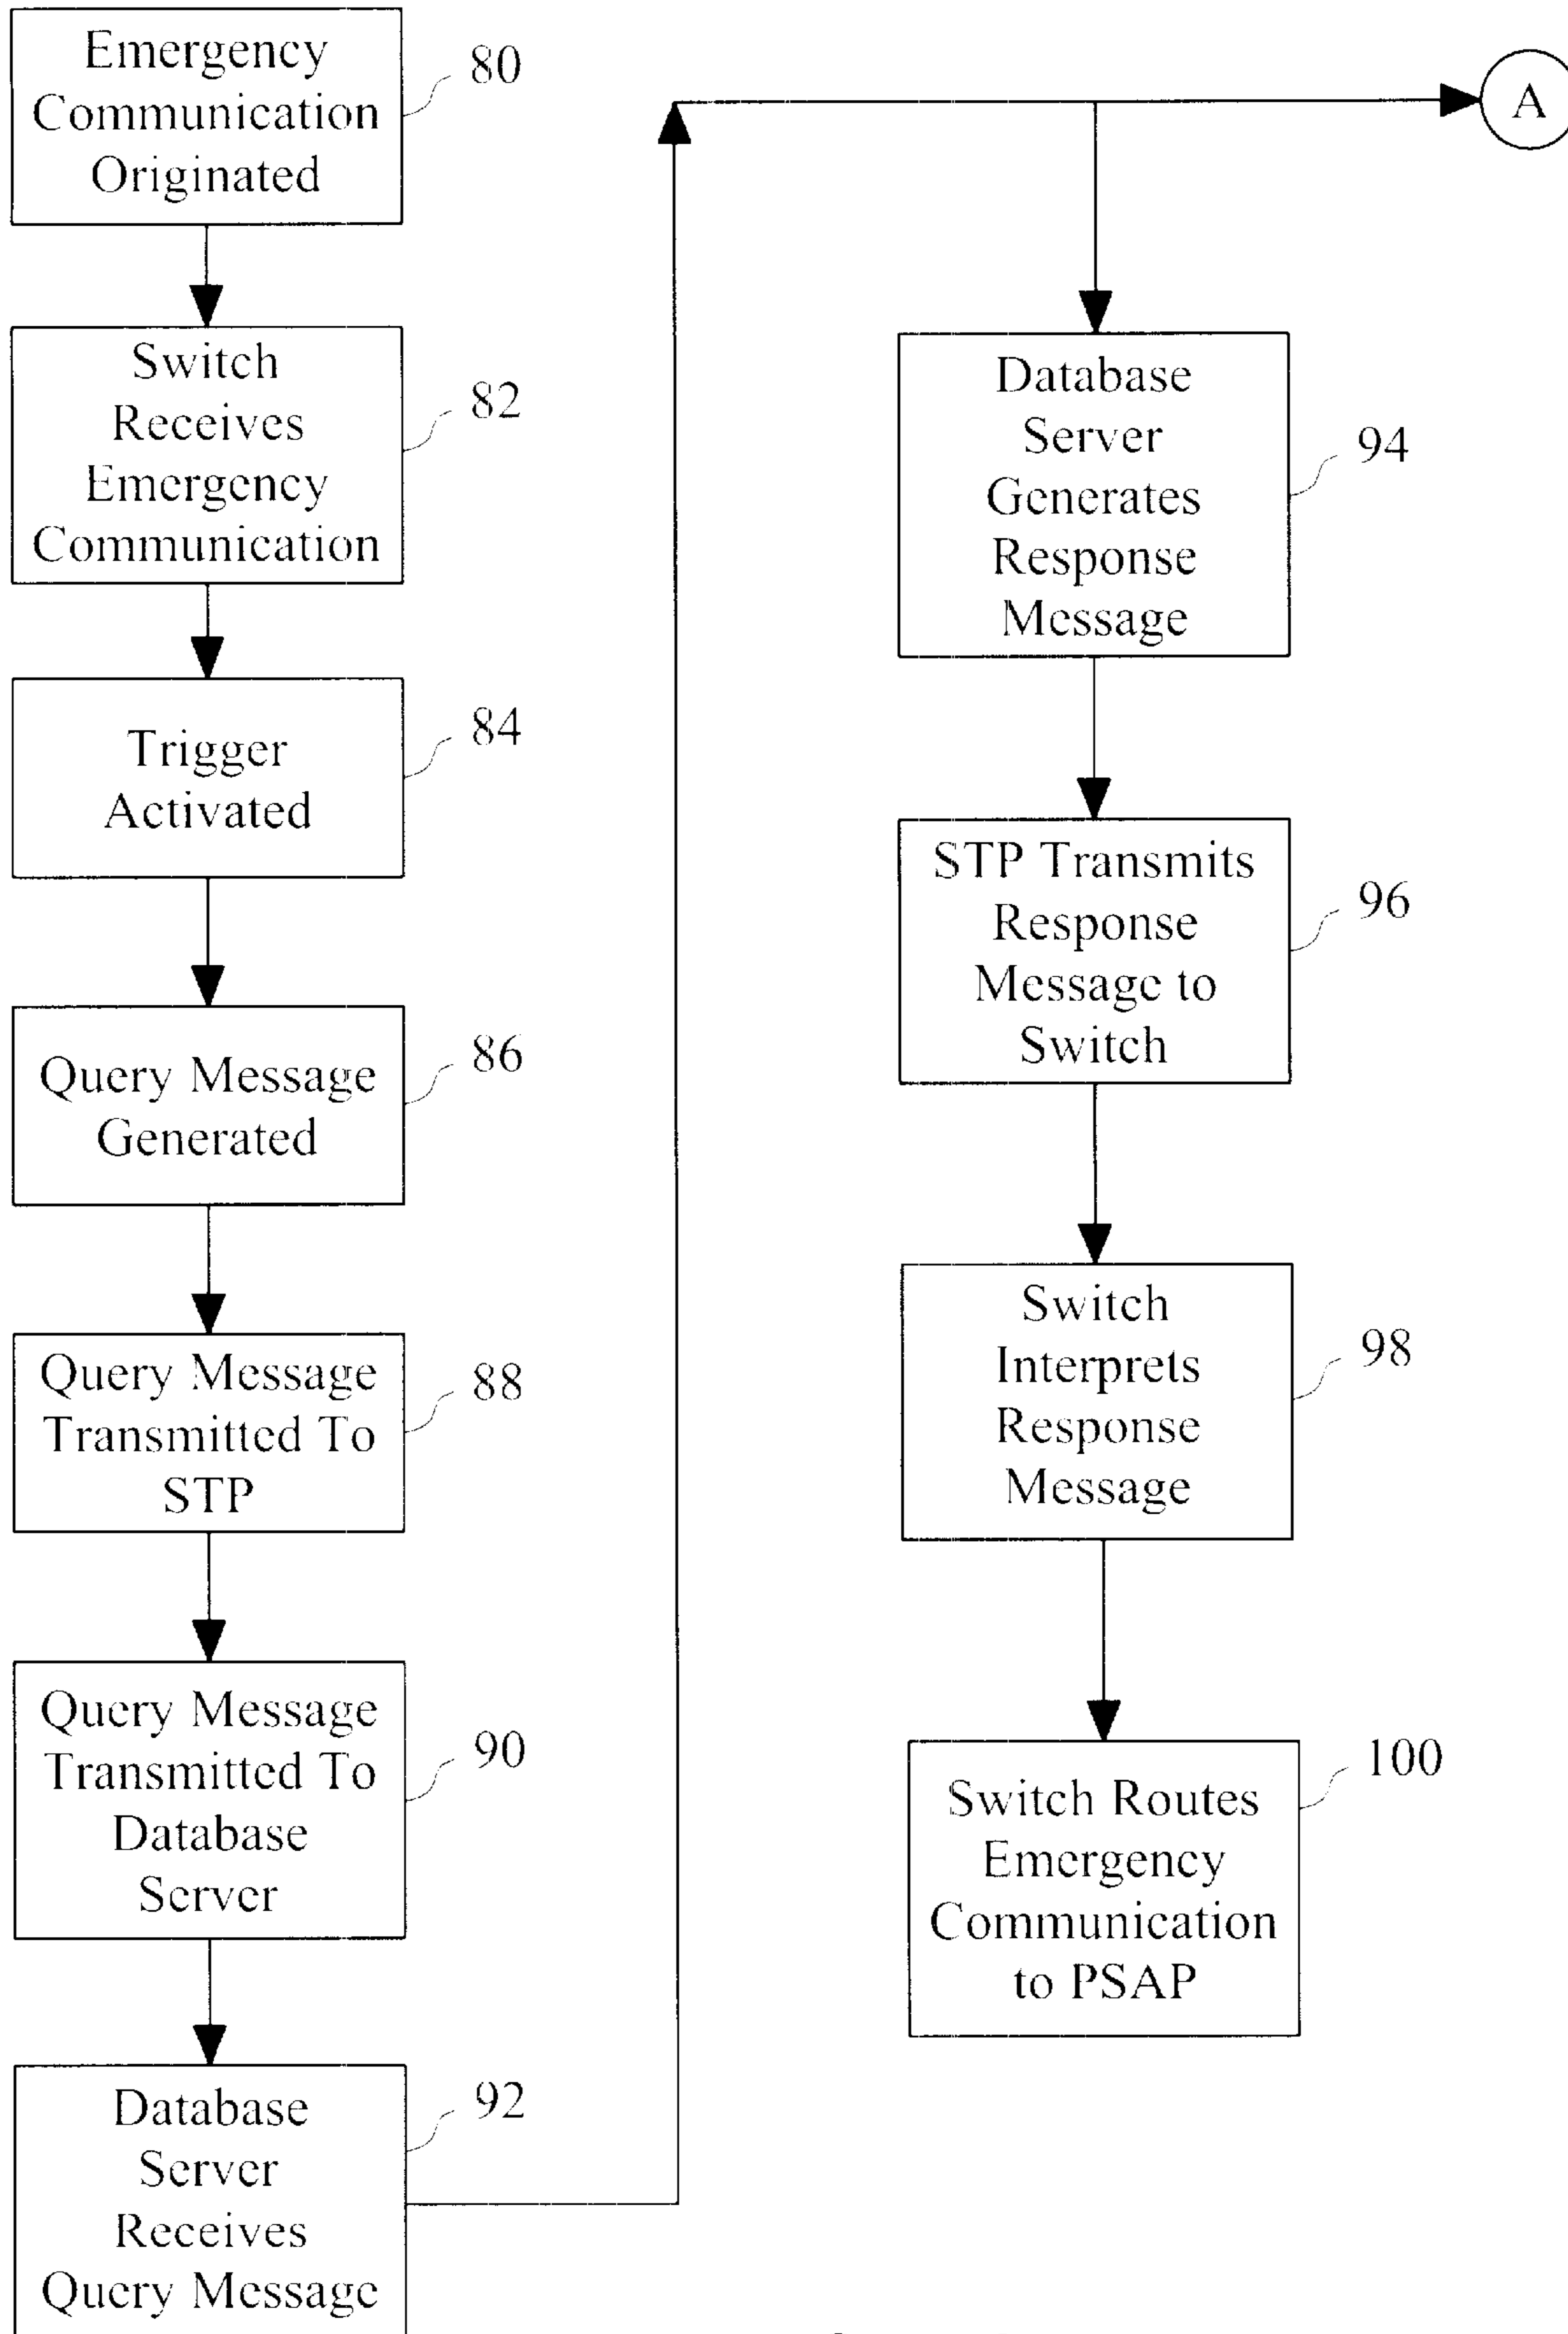 Emergency
Communication
Originated
80
Switch
Receives
Emergency
Communication
82
Trigger
Activated
84
Query Message
Generated
86
Query Message
Transmitted To
STP
88
Query Message
Transmitted To
Database
Server
90
Database
Server
Receives
Query Message
92
A
Database
Server
Generates
Response
Message
94
STP Transmits
Response
Message to
Switch
96
Switch
Interprets
Response
Message
98
Switch Routes
Emergency
Communication
to PSAP
100